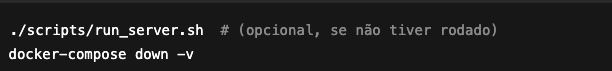 ./scripts/run_server.sh  # (opcional, se não tiver rodado)
docker-compose down -v